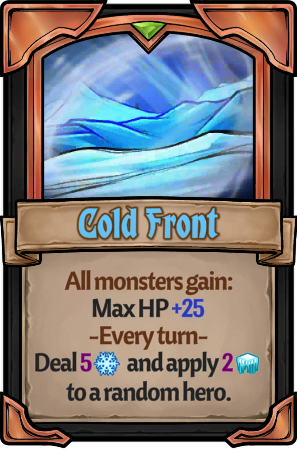 Cold Front
All monsters gain:
Max HP +25
-Every turn-
Deal 5 and apply 2
to a random hero.